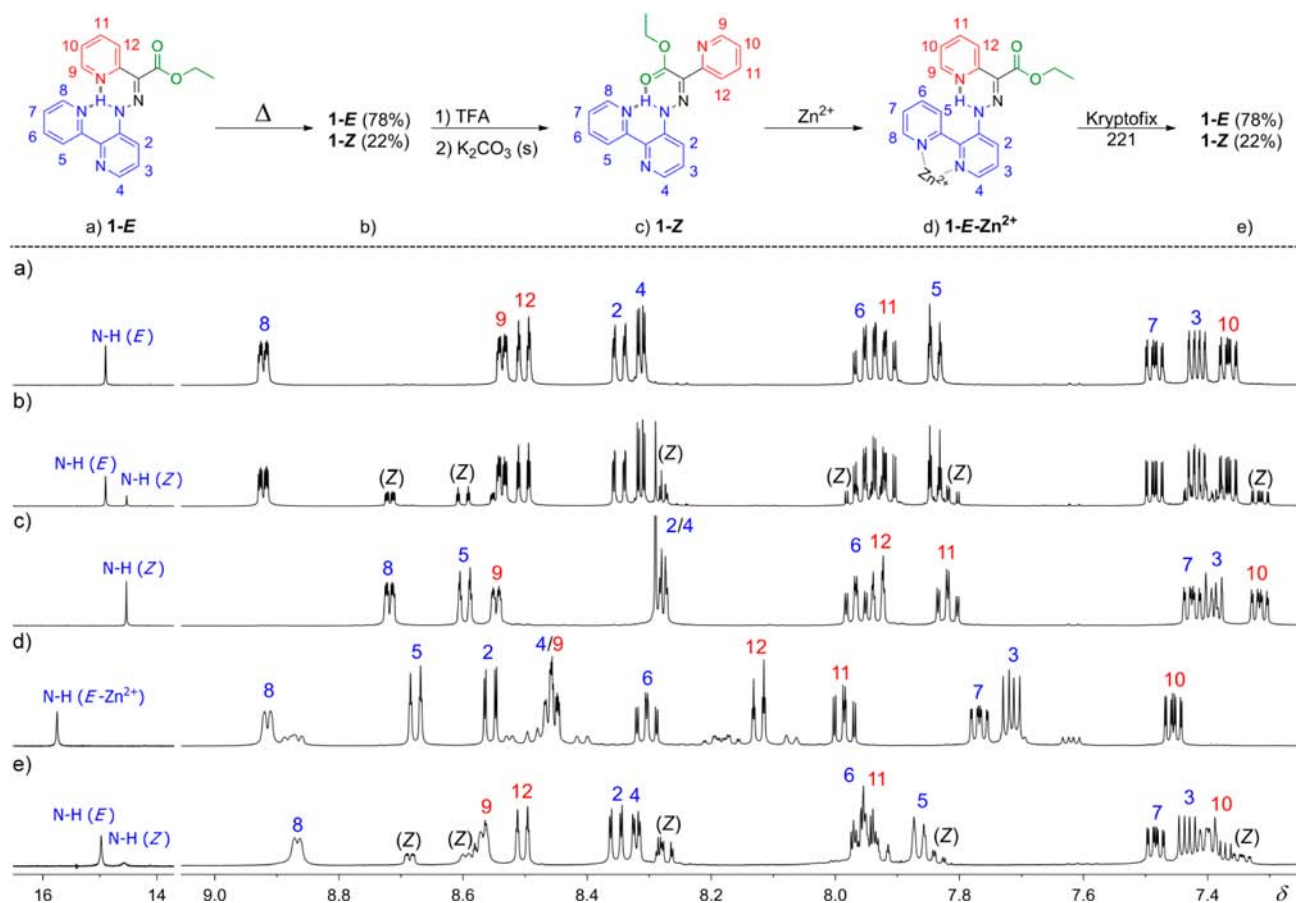 11
10
12
9
O
N
O
8
H
N
7
N
N
6
5
2
N
3
4
Δ
1-E (78%)
1-Z (22%)
1) TFA
2) K₂CO₃ (s)
O
O
9
N
10
11
12
8
H
N
7
N
N
6
5
2
N
3
4
Zn²⁺
11
10
12
9
O
N
O
6
H
N
7
5
N
8
N
2
Zn²⁺
N
3
4
Kryptofix
221
1-E (78%)
1-Z (22%)
a) 1-E
b)
c) 1-Z
d) 1-E-Zn²⁺
e)
a)
N-H (E)
8
9
12
2
4
6
11
5
7
3
10
b)
N-H (E)
N-H (Z)
(Z)
(Z)
(Z)
(Z)
(Z)
(Z)
c)
N-H (Z)
8
5
9
2/4
6
12
11
7
3
10
d)
N-H (E-Zn²⁺)
8
5
2
4/9
6
12
11
7
3
10
e)
N-H (E)
N-H (Z)
8
(Z)
(Z)
9
12
2
4
(Z)
6
11
5
(Z)
7
3
10
(Z)
16 14 9.0 8.8 8.6 8.4 8.2 8.0 7.8 7.6 7.4 δ